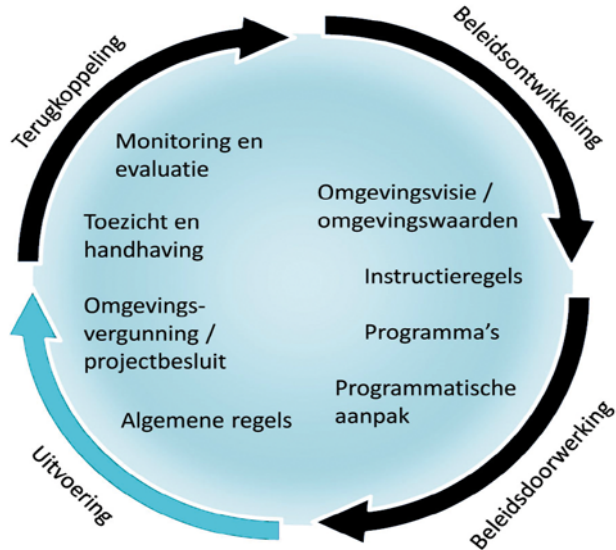 Terugkoppeling
Beleidsontwikkeling
Monitoring en
evaluatie
Omgevingsvisie /
omgevingswaarden
Toezicht en
handhaving
Instructieregels
Omgevings-
vergunning /
projectbesluit
Programma's
Programmatische
aanpak
Algemene regels
Uitvoering
Beleidsdoorwerking